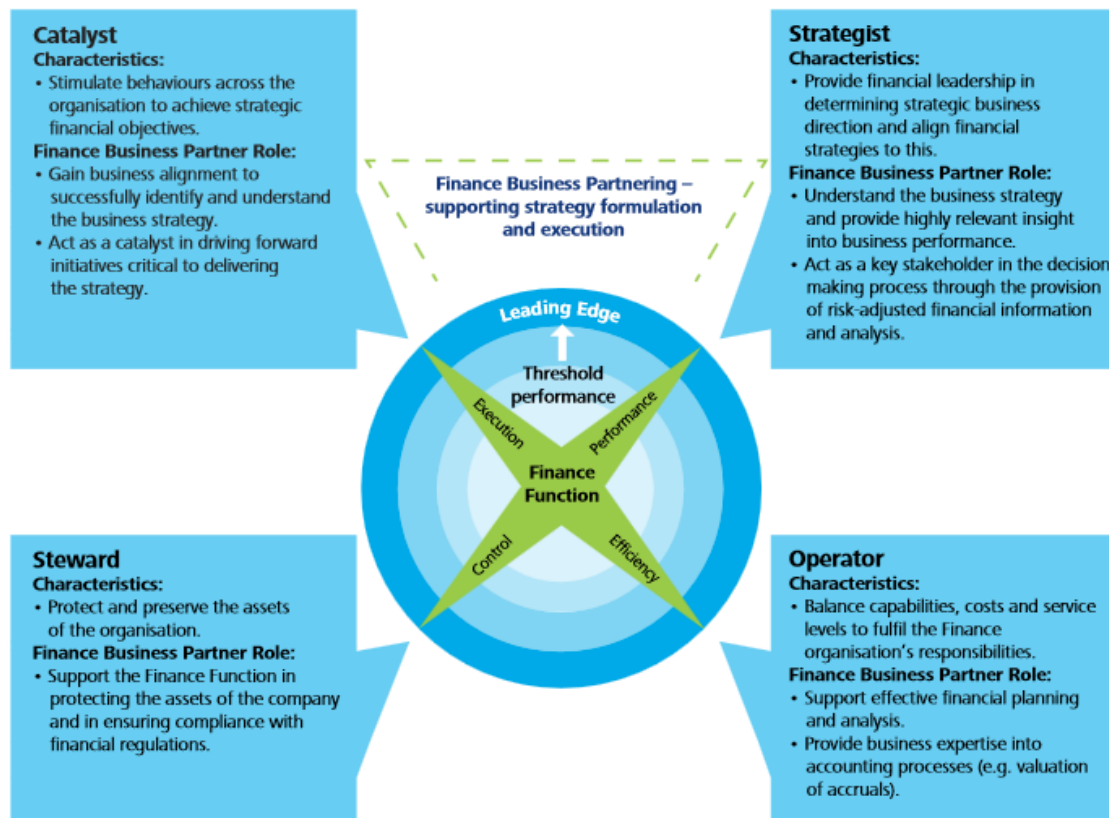 Catalyst
Characteristics:
• Stimulate behaviours across the
organisation to achieve strategic
financial objectives.
Finance Business Partner Role:
• Gain business alignment to
successfully identify and understand
the business strategy.
• Act as a catalyst in driving forward
initiatives critical to delivering
the strategy.
Strategist
Characteristics:
• Provide financial leadership in
determining strategic business
direction and align financial
strategies to this.
Finance Business Partner Role:
• Understand the business strategy
and provide highly relevant insight
into business performance.
• Act as a key stakeholder in the decision
making process through the provision
of risk-adjusted financial information
and analysis.
Finance Business Partnering –
supporting strategy formulation
and execution
Leading Edge
Threshold
performance
Execution
Performance
Finance
Function
Control
Efficiency
Steward
Characteristics:
• Protect and preserve the assets
of the organisation.
Finance Business Partner Role:
• Support the Finance Function in
protecting the assets of the company
and in ensuring compliance with
financial regulations.
Operator
Characteristics:
• Balance capabilities, costs and service
levels to fulfil the Finance
organisation's responsibilities.
Finance Business Partner Role:
• Support effective financial planning
and analysis.
• Provide business expertise into
accounting processes (e.g. valuation
of accruals).